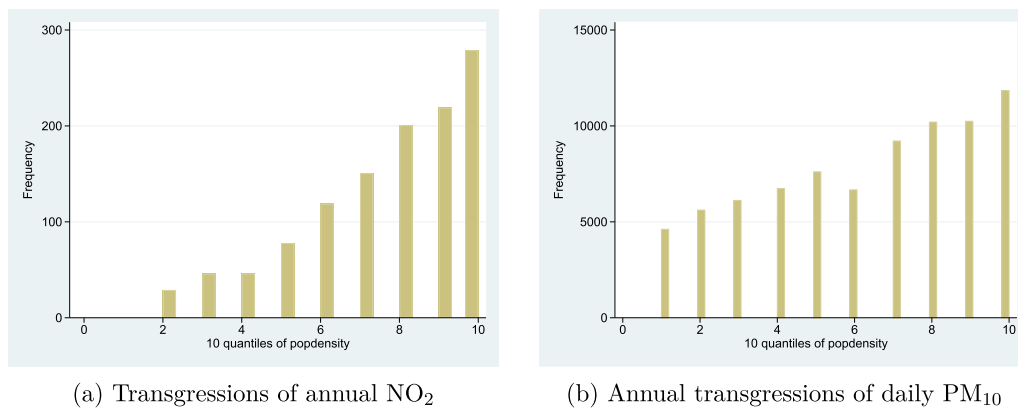 300
200
100
0
Frequency
0 2 4 6 8 10
10 quantiles of popdensity
(a) Transgressions of annual NO₂
15000
10000
5000
0
Frequency
0 2 4 6 8 10
10 quantiles of popdensity
(b) Annual transgressions of daily PM₁₀